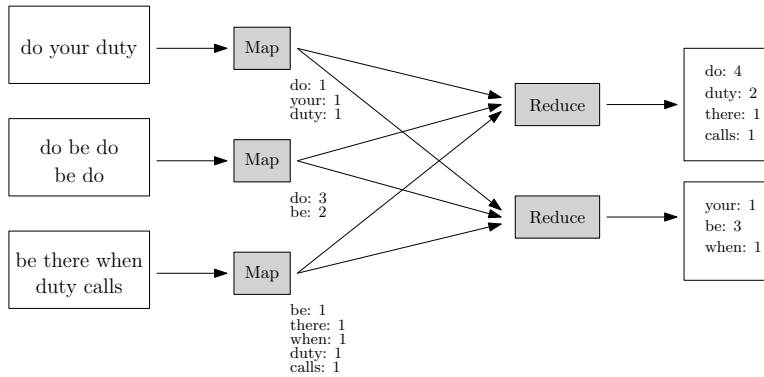 do your duty
Map
do: 1
your: 1
duty: 1
do be do
be do
Map
do: 3
be: 2
be there when
duty calls
Map
be: 1
there: 1
when: 1
duty: 1
calls: 1
Reduce
do: 4
duty: 2
there: 1
calls: 1
Reduce
your: 1
be: 3
when: 1